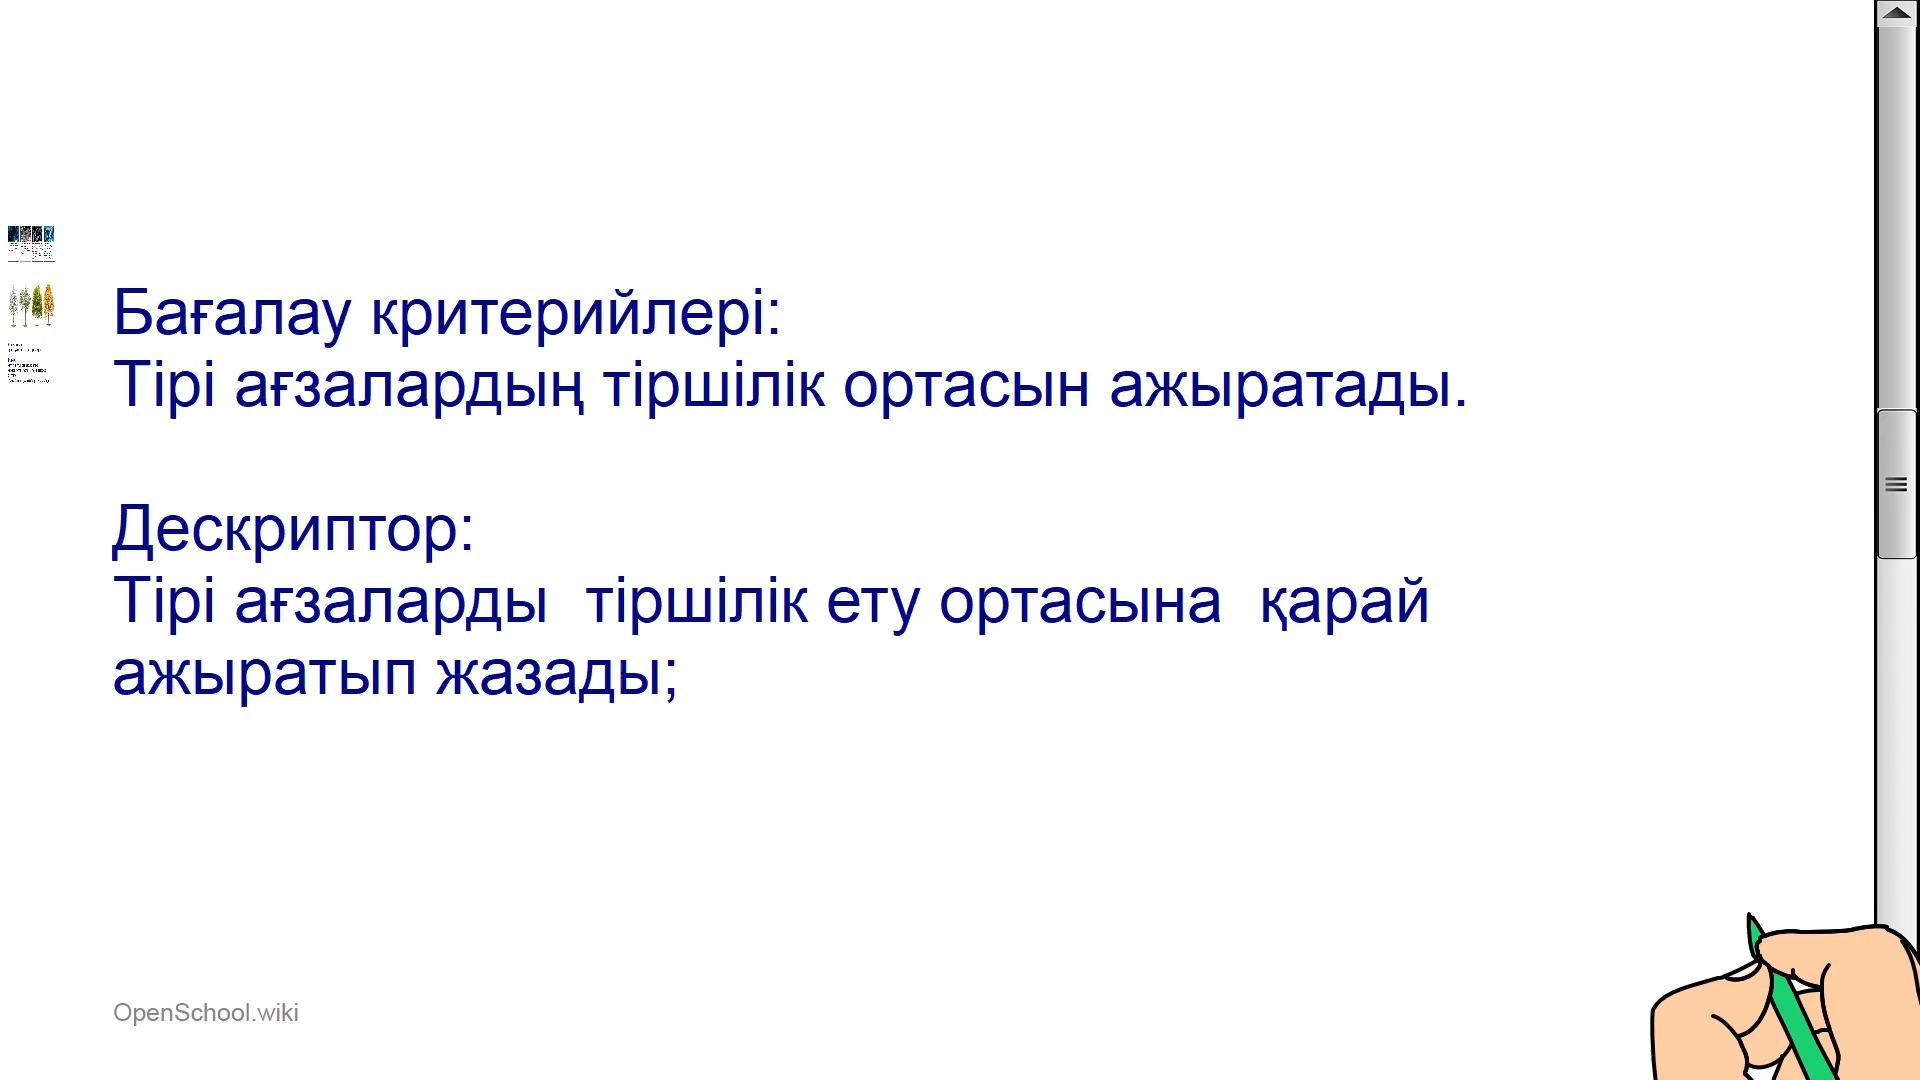 Бағалау критерийлері:
Тірі ағзалардың тіршілік ортасын ажыратады.
Дескриптор:
Тірі ағзаларды  тіршілік ету ортасына  қарай
ажыратып жазады;
OpenSchool.wiki